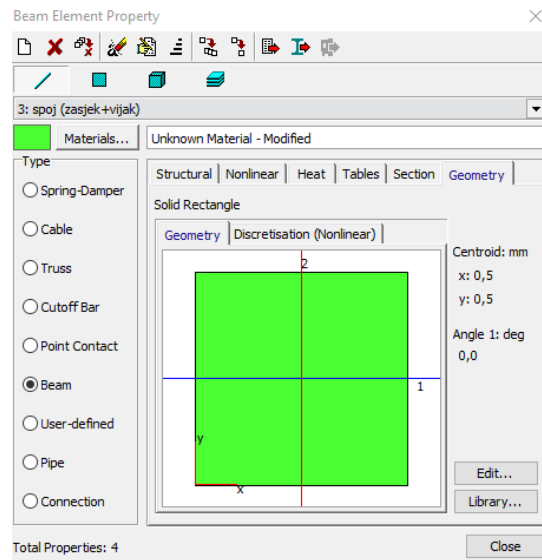 Beam Element Property
3: spoj (zasjek+vijak)
Materials...
Unknown Material - Modified
Type
Spring-Damper
Cable
Truss
Cutoff Bar
Point Contact
Beam
User-defined
Pipe
Connection
Structural
Nonlinear
Heat
Tables
Section
Geometry
Solid Rectangle
Geometry
Discretisation (Nonlinear)
2
1
y
x
Centroid: mm
x: 0,5
y: 0,5
Angle 1: deg
0,0
Edit...
Library...
Total Properties: 4
Close